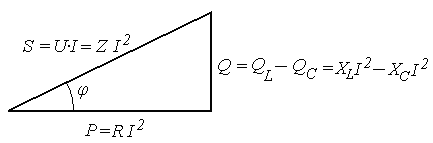 S = U·I = Z I²
Q = Q_L − Q_C = X_L I² − X_C I²
φ
P = R I²